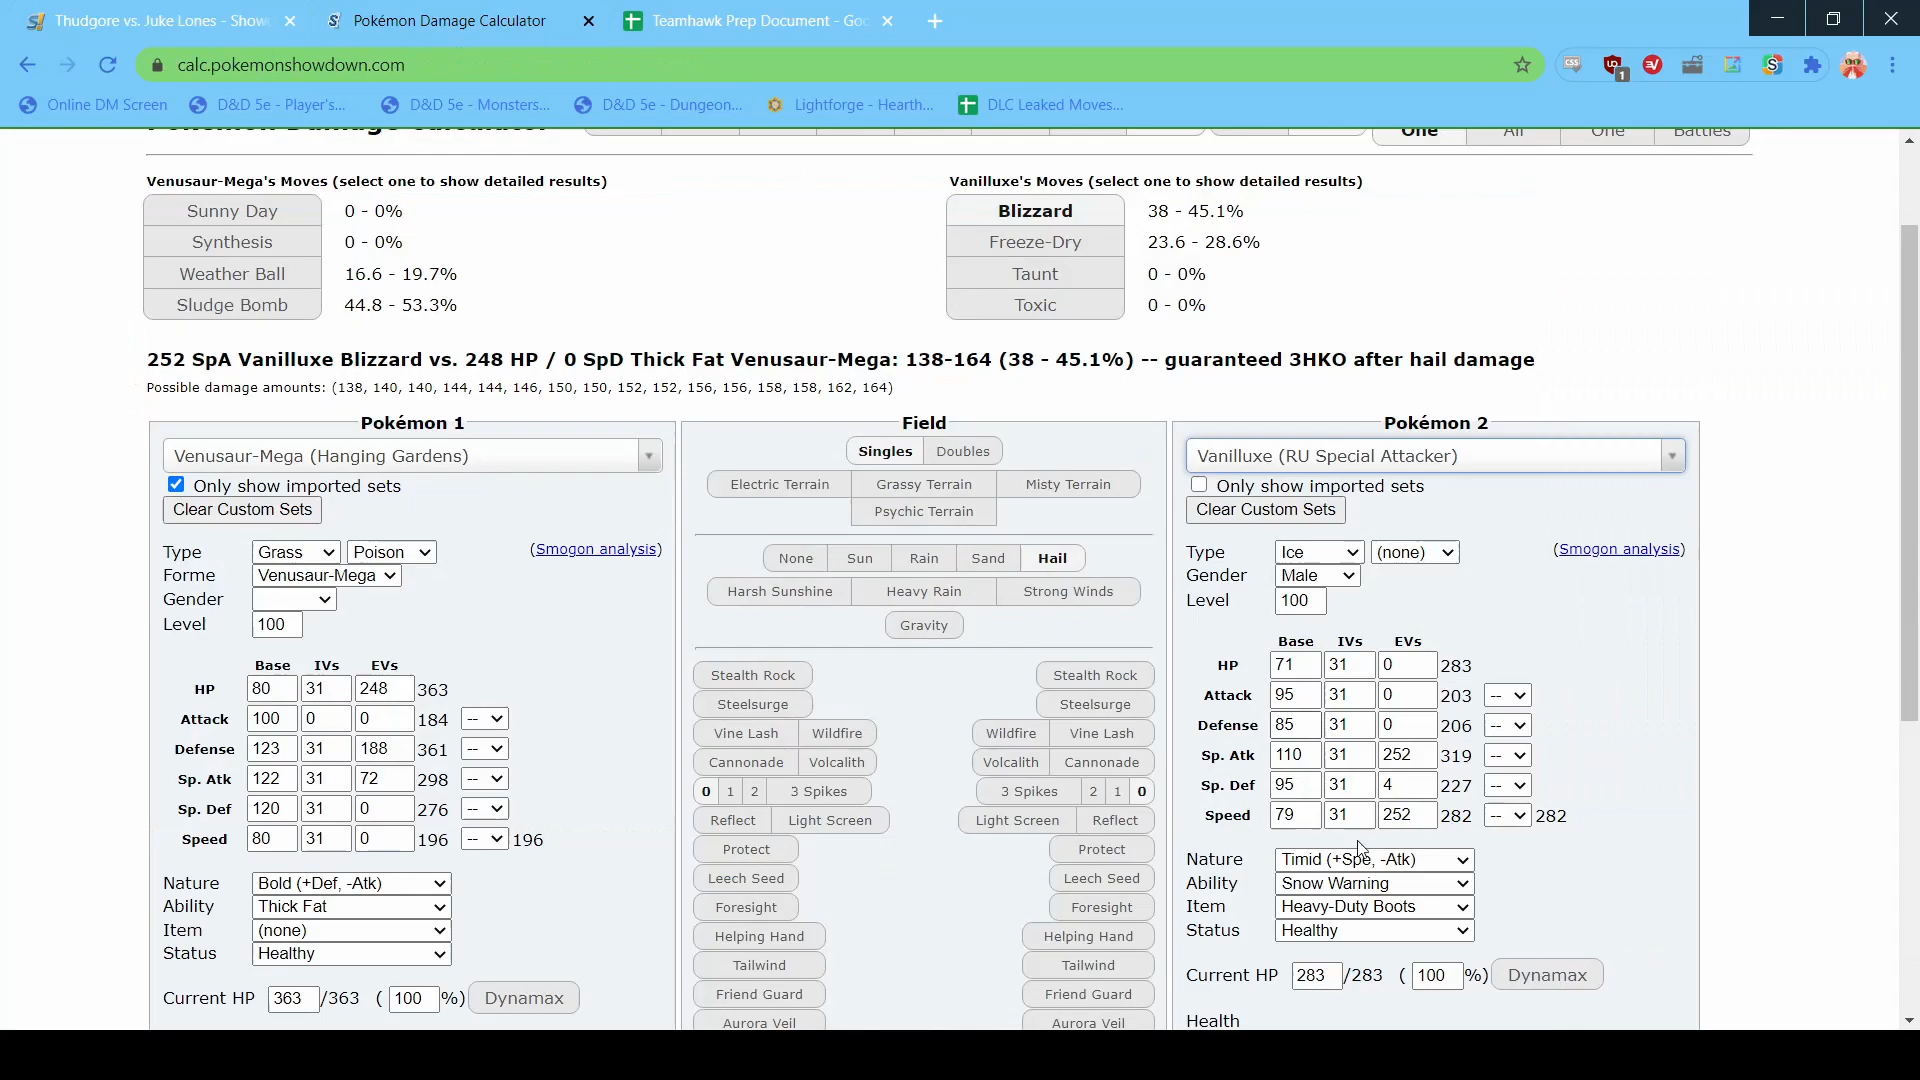 Thudgore vs. Juke Lones - Show
Pokémon Damage Calculator
Teamhawk Prep Document - Goo
calc.pokemonshowdown.com
1
Online DM Screen
D&D 5e - Player's...
D&D 5e - Monsters...
D&D 5e - Dungeon...
Lightforge - Hearth...
DLC Leaked Moves...
Pokémon Damage Calculator
One All One Battles
Venusaur-Mega's Moves (select one to show detailed results)
Sunny Day 0 - 0%
Synthesis 0 - 0%
Weather Ball 16.6 - 19.7%
Sludge Bomb 44.8 - 53.3%
Vanilluxe's Moves (select one to show detailed results)
Blizzard 38 - 45.1%
Freeze-Dry 23.6 - 28.6%
Taunt 0 - 0%
Toxic 0 - 0%
252 SpA Vanilluxe Blizzard vs. 248 HP / 0 SpD Thick Fat Venusaur-Mega: 138-164 (38 - 45.1%) -- guaranteed 3HKO after hail damage
Possible damage amounts: (138, 140, 140, 144, 144, 146, 150, 150, 152, 152, 156, 156, 158, 158, 162, 164)
Pokémon 1
Venusaur-Mega (Hanging Gardens)
Only show imported sets
Clear Custom Sets
Type Grass Poison (Smogon analysis)
Forme Venusaur-Mega
Gender
Level 100
Base IVs EVs
HP 80 31 248 363
Attack 100 0 0 184 --
Defense 123 31 188 361 --
Sp. Atk 122 31 72 298 --
Sp. Def 120 31 0 276 --
Speed 80 31 0 196 -- 196
Nature Bold (+Def, -Atk)
Ability Thick Fat
Item (none)
Status Healthy
Current HP 363 /363 ( 100 %) Dynamax
Field
Singles Doubles
Electric Terrain Grassy Terrain Misty Terrain
Psychic Terrain
None Sun Rain Sand Hail
Harsh Sunshine Heavy Rain Strong Winds
Gravity
Stealth Rock Stealth Rock
Steelsurge Steelsurge
Vine Lash Wildfire Wildfire Vine Lash
Cannonade Volcalith Volcalith Cannonade
0 1 2 3 Spikes 3 Spikes 2 1 0
Reflect Light Screen Light Screen Reflect
Protect Protect
Leech Seed Leech Seed
Foresight Foresight
Helping Hand Helping Hand
Tailwind Tailwind
Friend Guard Friend Guard
Aurora Veil Aurora Veil
Pokémon 2
Vanilluxe (RU Special Attacker)
Only show imported sets
Clear Custom Sets
Type Ice (none) (Smogon analysis)
Gender Male
Level 100
Base IVs EVs
HP 71 31 0 283
Attack 95 31 0 203 --
Defense 85 31 0 206 --
Sp. Atk 110 31 252 319 --
Sp. Def 95 31 4 227 --
Speed 79 31 252 282 -- 282
Nature Timid (+Spe, -Atk)
Ability Snow Warning
Item Heavy-Duty Boots
Status Healthy
Current HP 283 /283 ( 100 %) Dynamax
Health